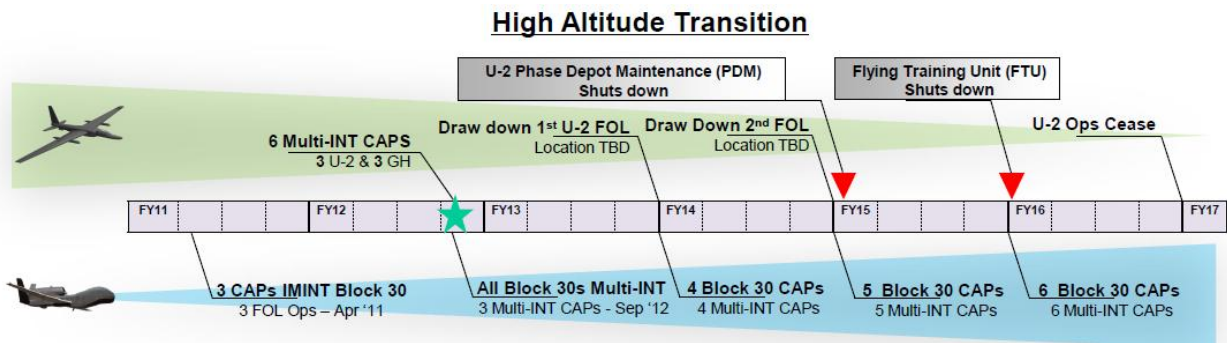 High Altitude Transition
U-2 Phase Depot Maintenance (PDM)
Shuts down
Flying Training Unit (FTU)
Shuts down
6 Multi-INT CAPS
3 U-2 & 3 GH
Draw down 1st U-2 FOL
Location TBD
Draw Down 2nd FOL
Location TBD
U-2 Ops Cease
FY11 FY12 FY13 FY14 FY15 FY16 FY17
3 CAPs IMINT Block 30
3 FOL Ops – Apr ‘11
All Block 30s Multi-INT
3 Multi-INT CAPs - Sep ‘12
4 Block 30 CAPs
4 Multi-INT CAPs
5 Block 30 CAPs
5 Multi-INT CAPs
6 Block 30 CAPs
6 Multi-INT CAPs